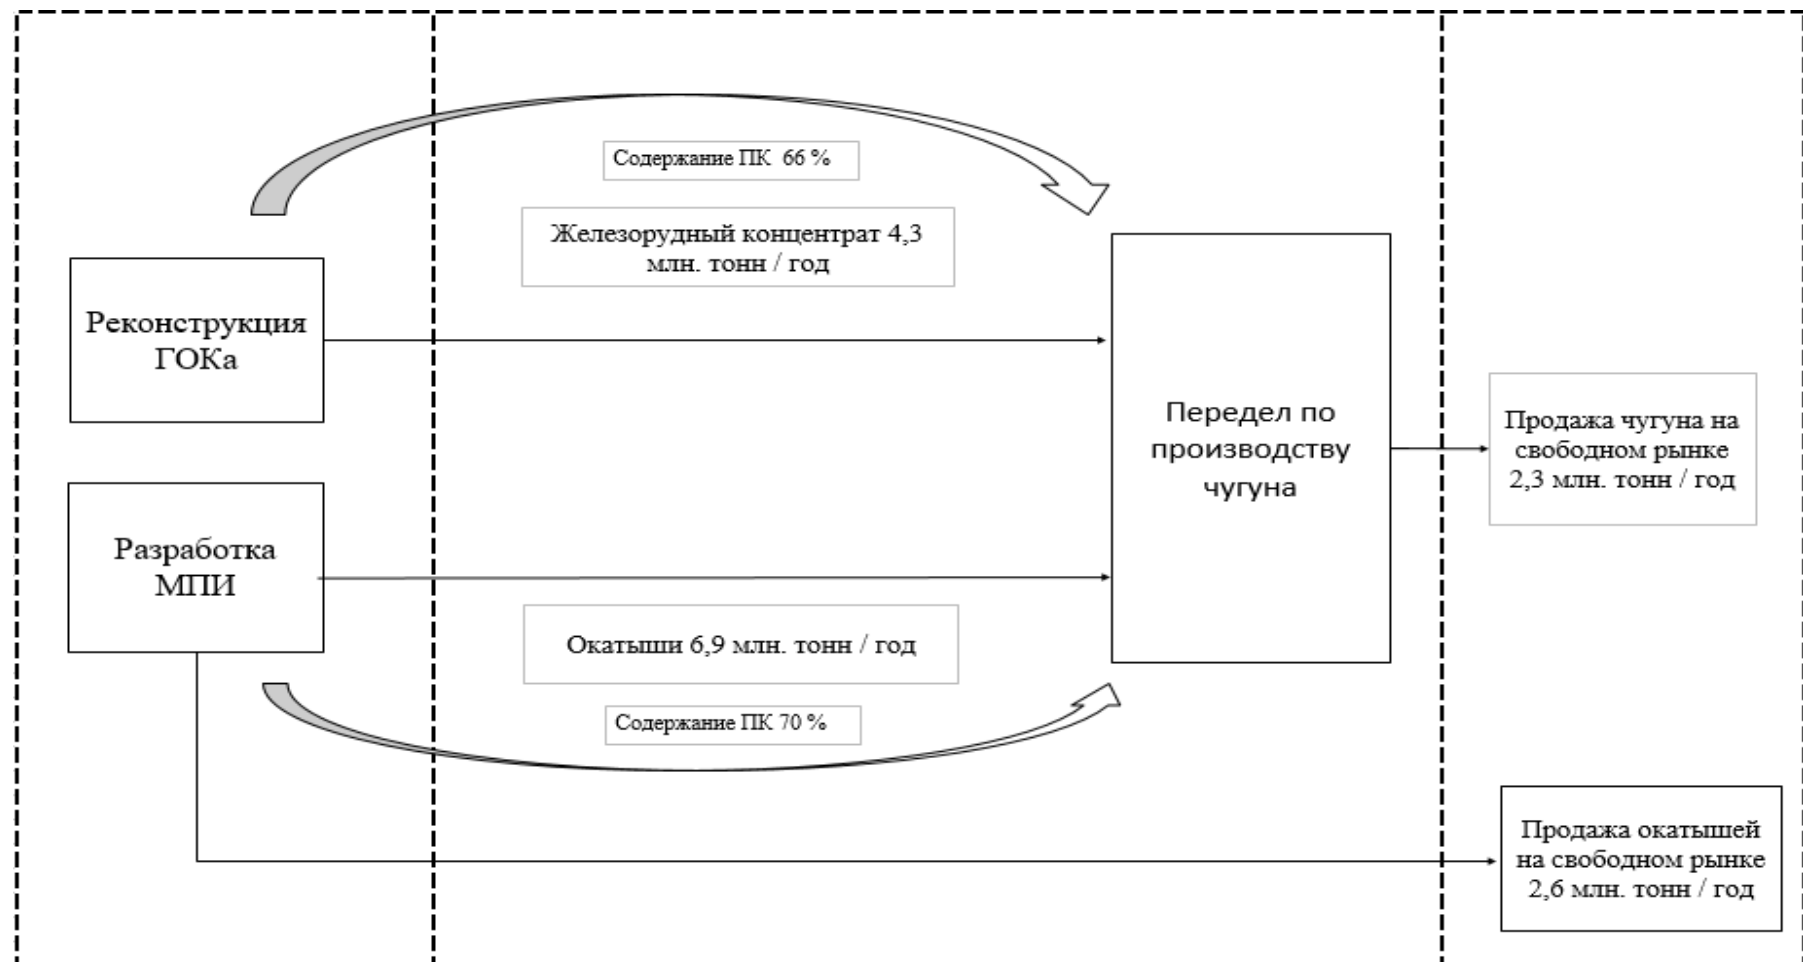 Содержание ПК 66 %
Железорудный концентрат 4,3
млн. тонн / год
Реконструкция
ГОКа
Передел по
производству
чугуна
Продажа чугуна на
свободном рынке
2,3 млн. тонн / год
Разработка
МПИ
Окатыши 6,9 млн. тонн / год
Содержание ПК 70 %
Продажа окатышей
на свободном рынке
2,6 млн. тонн / год